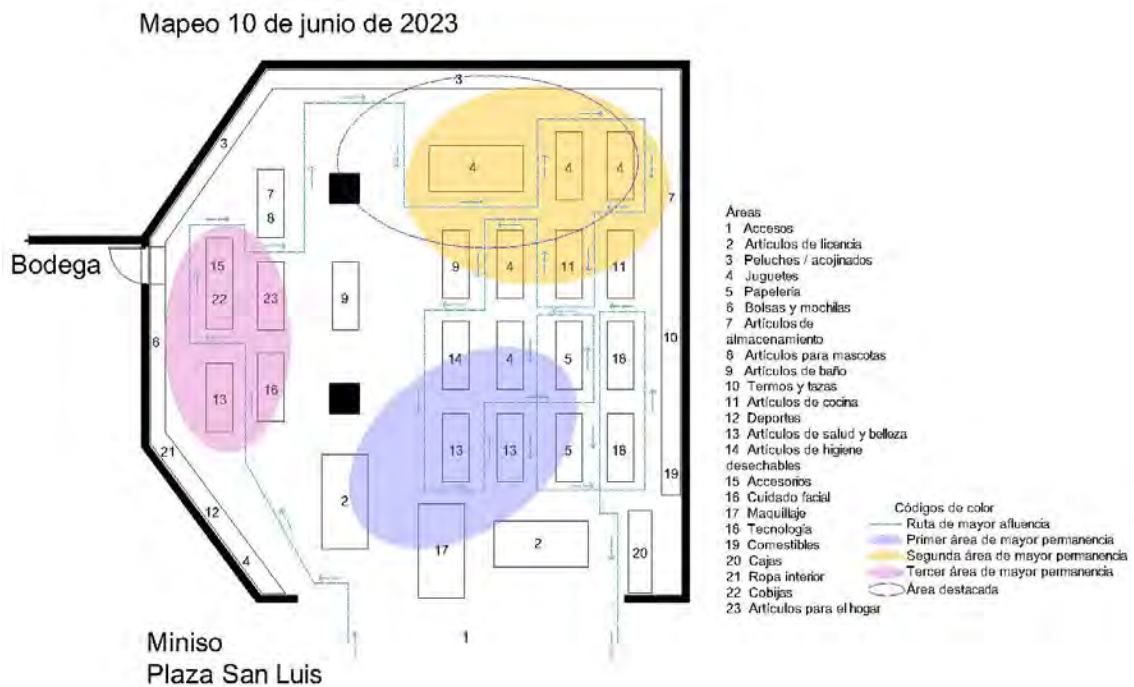 Mapeo 10 de junio de 2023
3
3
4
4
4
7
8
7
Bodega
15
22
23
9
9
4
11
11
6
10
14
4
5
18
13
16
13
13
5
18
21
19
2
12
17
2
20
4
1
Miniso
Plaza San Luis
Áreas
1 Accesos
2 Artículos de licencia
3 Peluches / acojinados
4 Juguetes
5 Papelería
6 Bolsas y mochilas
7 Artículos de
almacenamiento
8 Artículos para mascotas
9 Artículos de baño
10 Termos y tazas
11 Artículos de cocina
12 Deportes
13 Artículos de salud y belleza
14 Artículos de higiene
desechables
15 Accesorios
16 Cuidado facial
17 Maquillaje
18 Tecnología
19 Comestibles
20 Cajas
21 Ropa interior
22 Cobijas
23 Artículos para el hogar
Códigos de color
Ruta de mayor afluencia
Primer área de mayor permanencia
Segunda área de mayor permanencia
Tercer área de mayor permanencia
Área destacada